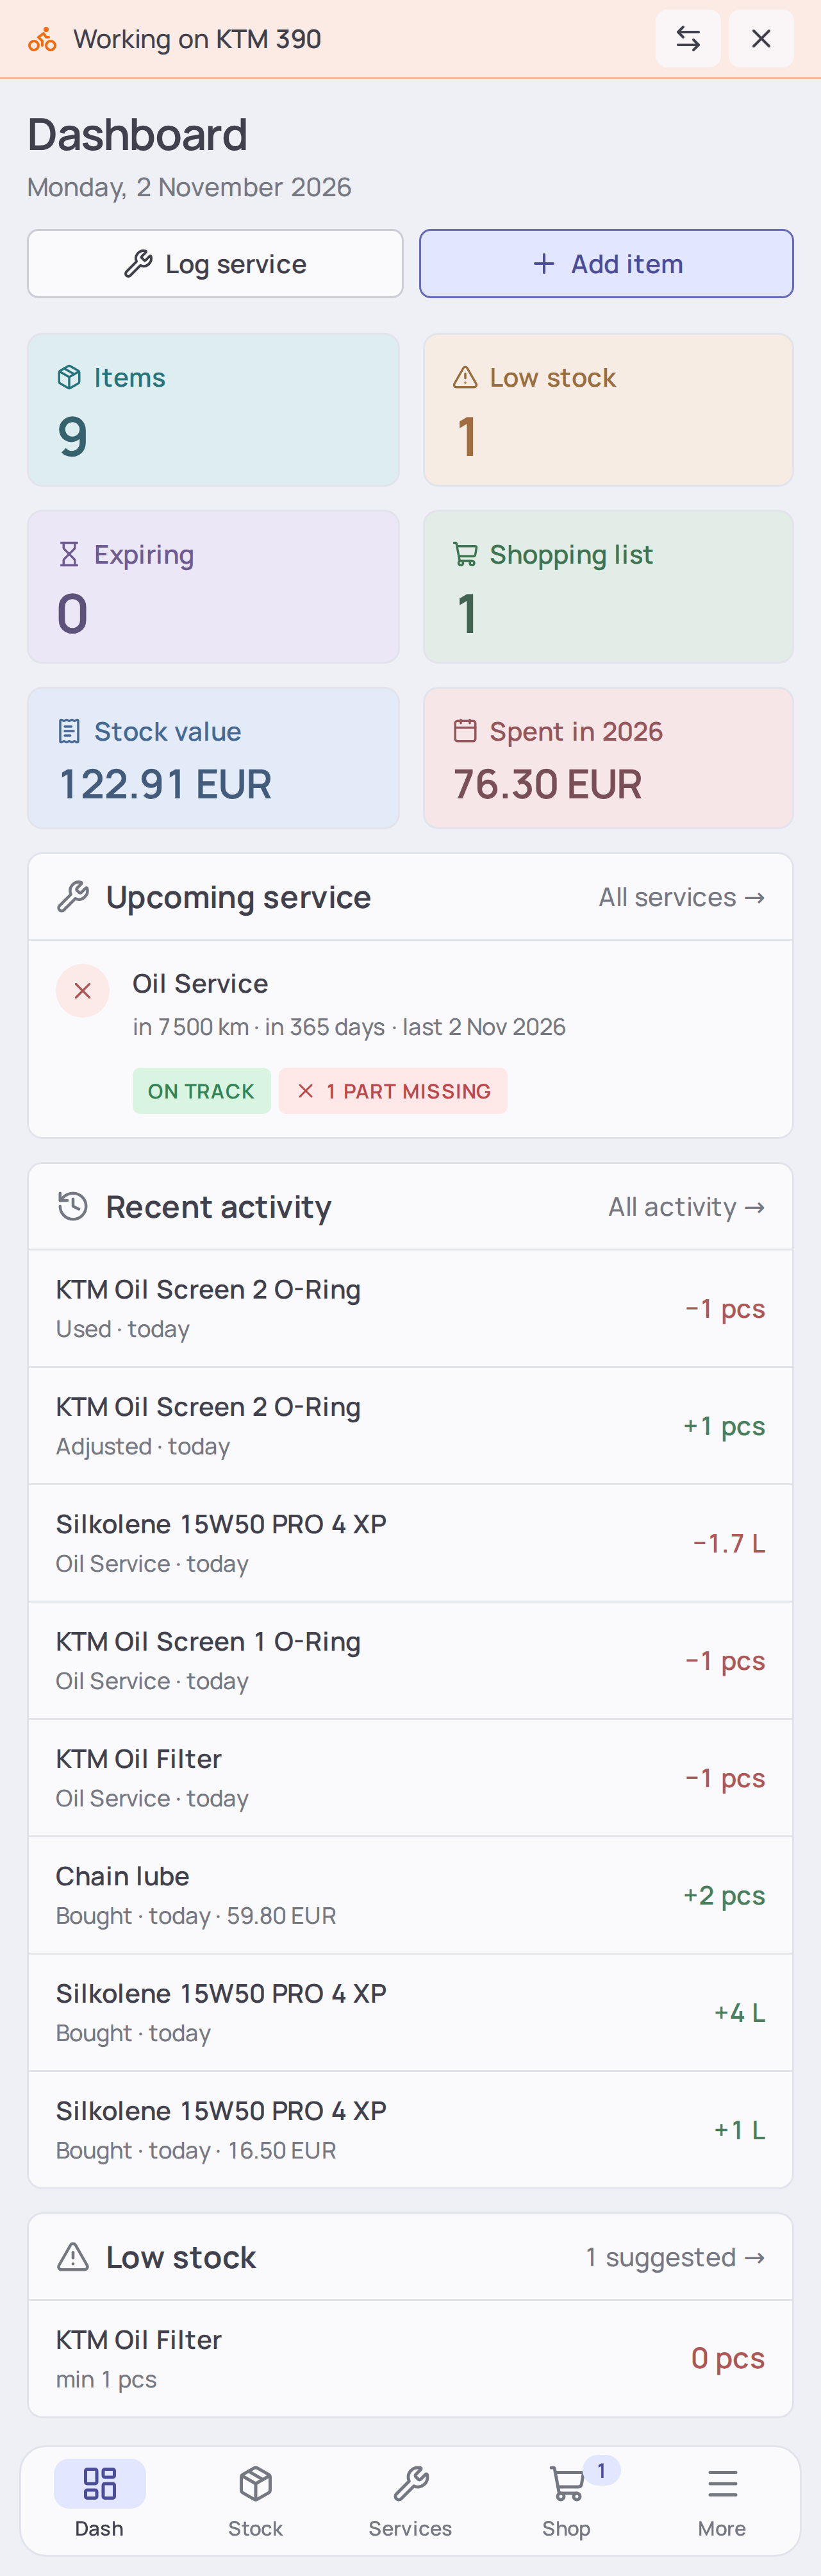 Working on KTM 390
Dashboard
Monday, 2 November 2026
Log service
Add item
Items
9
Low stock
1
Expiring
0
Shopping list
1
Stock value
122.91 EUR
Spent in 2026
76.30 EUR
Upcoming service
All services →
Oil Service
in 7 500 km · in 365 days · last 2 Nov 2026
ON TRACK
1 PART MISSING
Recent activity
All activity →
KTM Oil Screen 2 O-Ring
Used · today
−1 pcs
KTM Oil Screen 2 O-Ring
Adjusted · today
+1 pcs
Silkolene 15W50 PRO 4 XP
Oil Service · today
−1.7 L
KTM Oil Screen 1 O-Ring
Oil Service · today
−1 pcs
KTM Oil Filter
Oil Service · today
−1 pcs
Chain lube
Bought · today · 59.80 EUR
+2 pcs
Silkolene 15W50 PRO 4 XP
Bought · today
+4 L
Silkolene 15W50 PRO 4 XP
Bought · today · 16.50 EUR
+1 L
Low stock
1 suggested →
KTM Oil Filter
min 1 pcs
0 pcs
1
Dash
Stock
Services
Shop
More